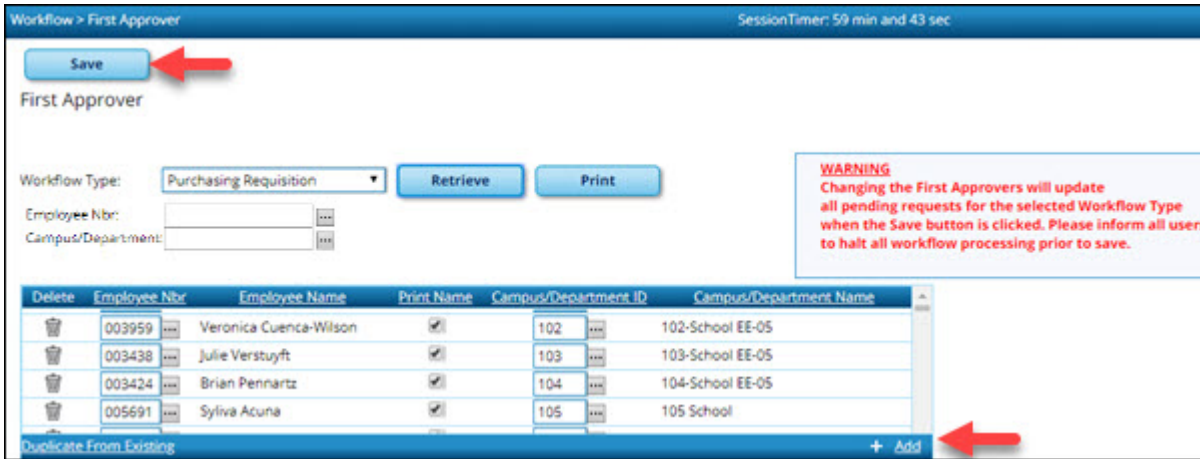 Workflow > First Approver SessionTimer: 59 min and 43 sec
Save
First Approver
Workflow Type: Purchasing Requisition Retrieve Print
Employee Nbr: ...
Campus/Department: ...
WARNING
Changing the First Approvers will update
all pending requests for the selected Workflow Type
when the Save button is clicked. Please inform all user
to halt all workflow processing prior to save.
Delete Employee Nbr Employee Name Print Name Campus/Department ID Campus/Department Name
003959 ... Veronica Cuenca-Wilson 102 ... 102-School EE-05
003438 ... Julie Verstuyft 103 ... 103-School EE-05
003424 ... Brian Pennartz 104 ... 104-School EE-05
005691 ... Syliva Acuna 105 ... 105 School
Duplicate From Existing + Add